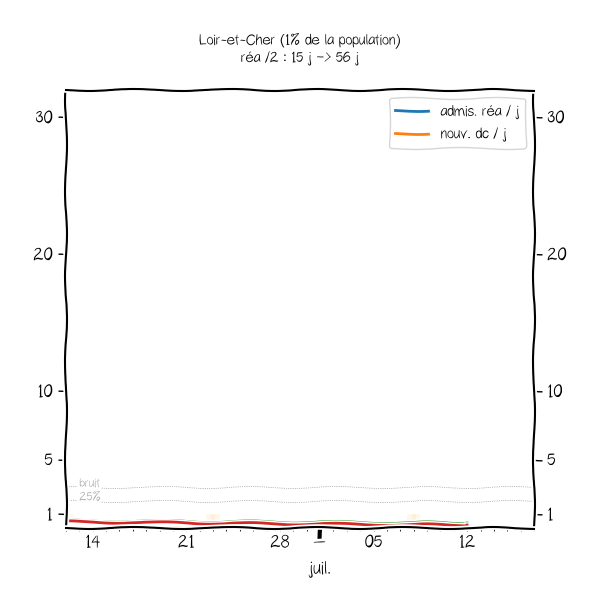 Loir-et-Cher (1% de la population)
réa /2 : 15 j -> 56 j
admis. réa / j
nouv. dc / j
30
30
20
20
10
10
5
5
bruit
25%
1
1
14
21
28
1
05
12
juil.